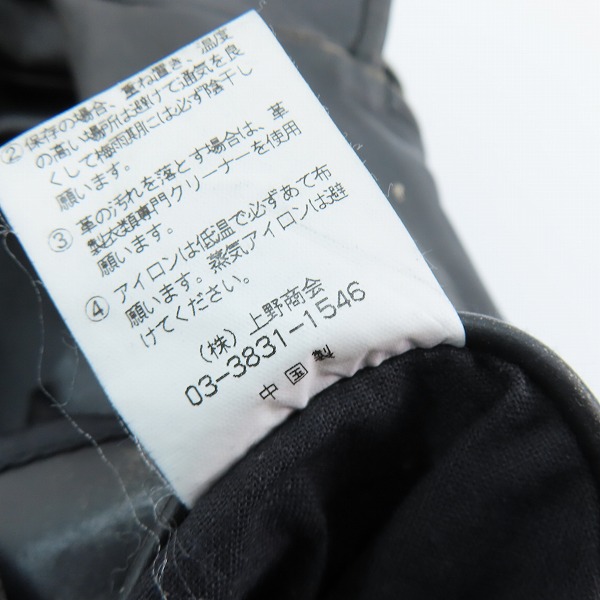 ② 保存の場合、重ね置き、温度
の高い場所は避けて通気を良
くして梅雨期には必ず陰干し
願います。
③ 革の汚れを落とす場合は、革
製衣類専門クリーナーを使用
願います。
④ アイロンは低温で必ずあて布
願います。蒸気アイロンは避
けてください。
(株) 上野商会
03-3831-1546
中国製